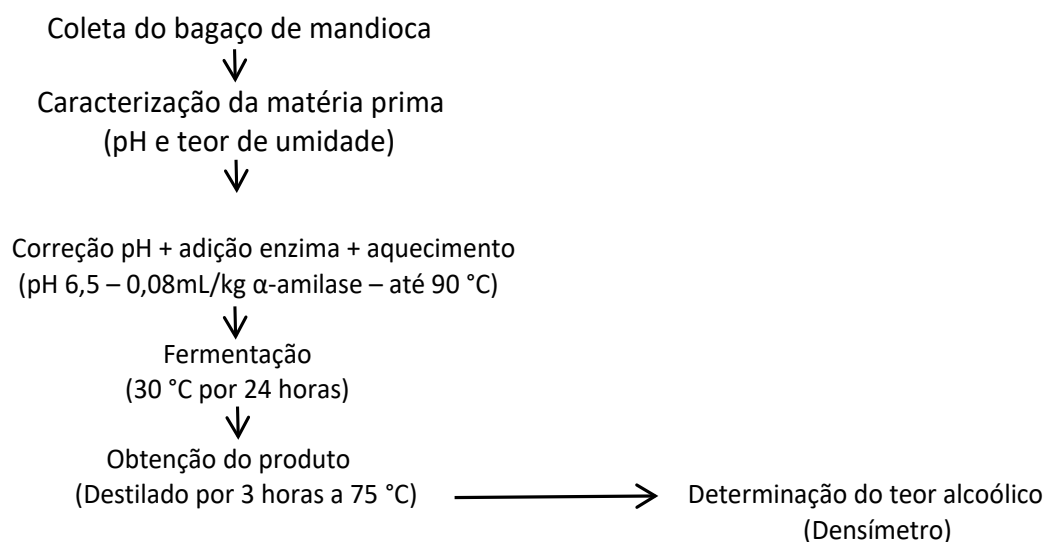 Coleta do bagaço de mandioca
Caracterização da matéria prima
(pH e teor de umidade)
Correção pH + adição enzima + aquecimento
(pH 6,5 – 0,08mL/kg α-amilase – até 90 °C)
Fermentação
(30 °C por 24 horas)
Obtenção do produto
(Destilado por 3 horas a 75 °C)
Determinação do teor alcoólico
(Densímetro)